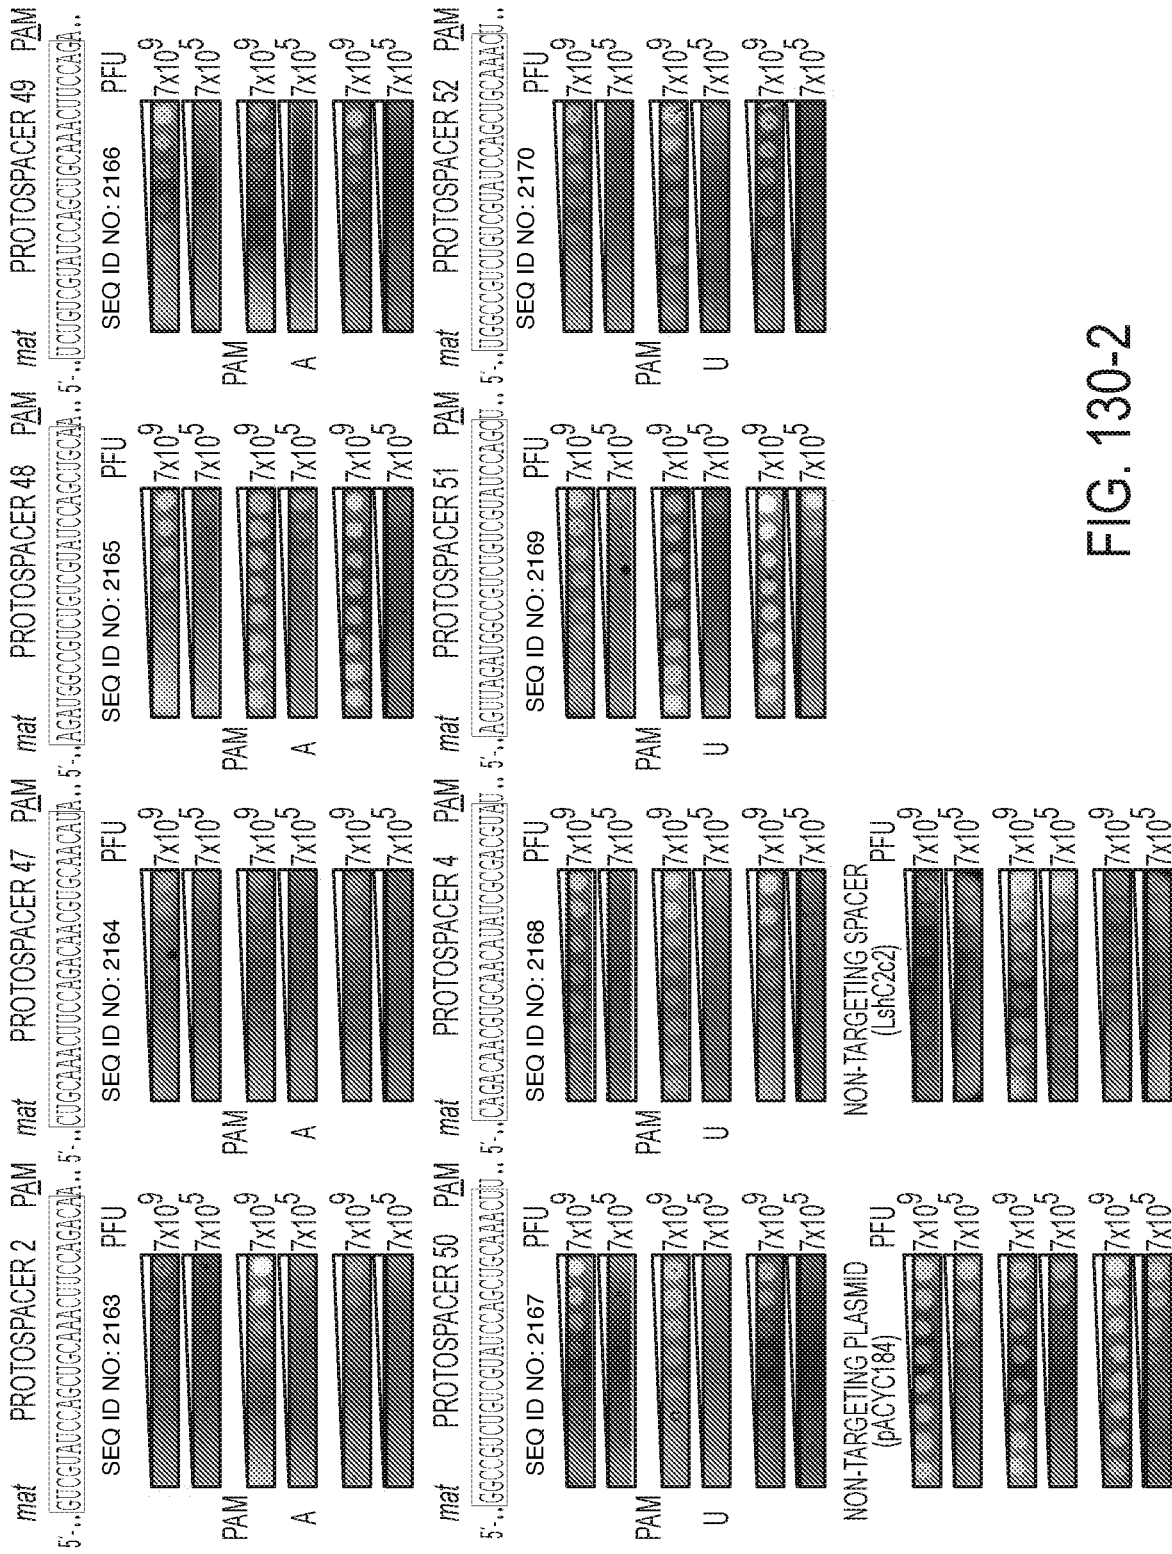 mat PROTOSPACER 2 PAM mat PROTOSPACER 47 PAM mat PROTOSPACER 48 PAM mat PROTOSPACER 49 PAM
5'-..GUCGUAUCCAGCUGCAAACUUCCAGACAA.. 5'-..CUGCAAACUUCCAGACAACGUGCAACAUA.. 5'-..AGAUGGCCGUCUGUCGUAUCCAGCUGCAA.. 5'-..UCUGUCGUAUCCAGCUGCAAACUUCCAGA..
SEQ ID NO: 2163 PFU SEQ ID NO: 2164 PFU SEQ ID NO: 2165 PFU SEQ ID NO: 2166 PFU
7x10^9 7x10^9 7x10^9 7x10^9
7x10^5 7x10^5 7x10^5 7x10^5
PAM 7x10^9 PAM 7x10^9 PAM 7x10^9 PAM 7x10^9
A 7x10^5 A 7x10^5 A 7x10^5 A 7x10^5
7x10^9 7x10^9 7x10^9 7x10^9
7x10^5 7x10^5 7x10^5 7x10^5
mat PROTOSPACER 50 PAM mat PROTOSPACER 4 PAM mat PROTOSPACER 51 PAM mat PROTOSPACER 52 PAM
5'-..GGCCGUCUGUCGUAUCCAGCUGCAAACUU.. 5'-..CAGACAACGUGCAACAUAUCGCGACGUAU.. 5'-..AGUUAGAUGGCCGUCUGUCGUAUCCAGCU.. 5'-..UGGCCGUCUGUCGUAUCCAGCUGCAAACU..
SEQ ID NO: 2167 PFU SEQ ID NO: 2168 PFU SEQ ID NO: 2169 PFU SEQ ID NO: 2170 PFU
7x10^9 7x10^9 7x10^9 7x10^9
7x10^5 7x10^5 7x10^5 7x10^5
PAM 7x10^9 PAM 7x10^9 PAM 7x10^9 PAM 7x10^9
U 7x10^5 U 7x10^5 U 7x10^5 U 7x10^5
7x10^9 7x10^9 7x10^9 7x10^9
7x10^5 7x10^5 7x10^5 7x10^5
NON-TARGETING PLASMID NON-TARGETING SPACER
(pACYC184) PFU (LshC2c2) PFU
7x10^9 7x10^9
7x10^5 7x10^5
7x10^9 7x10^9
7x10^5 7x10^5
7x10^9 7x10^9
7x10^5 7x10^5
FIG. 130-2